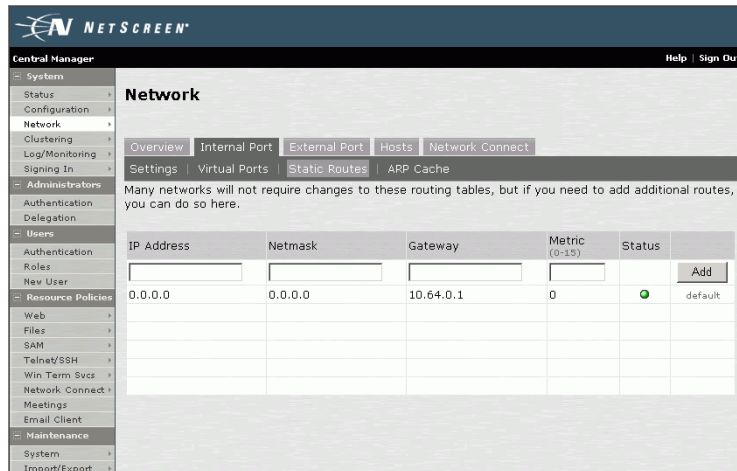 NETSCREEN
Central Manager
Help | Sign Ou
System
Status
Configuration
Network
Clustering
Log/Monitoring
Signing In
Administrators
Authentication
Delegation
Users
Authentication
Roles
New User
Resource Policies
Web
Files
SAM
Telnet/SSH
Win Term Svcs
Network Connect
Meetings
Email Client
Maintenance
System
Import/Export
Network
Overview Internal Port External Port Hosts Network Connect
Settings | Virtual Ports | Static Routes | ARP Cache
Many networks will not require changes to these routing tables, but if you need to add additional routes,
you can do so here.
IP Address Netmask Gateway Metric (0-15) Status
Add
0.0.0.0 0.0.0.0 10.64.0.1 0 default